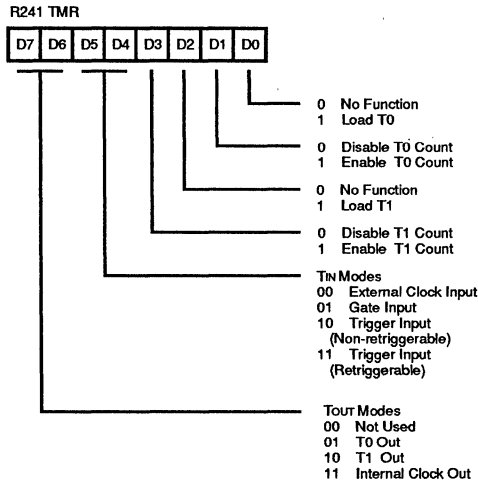 R241 TMR
D7 D6 D5 D4 D3 D2 D1 D0
0 No Function
1 Load T0
0 Disable T0 Count
1 Enable T0 Count
0 No Function
1 Load T1
0 Disable T1 Count
1 Enable T1 Count
TIN Modes
00 External Clock Input
01 Gate Input
10 Trigger Input
(Non-retriggerable)
11 Trigger Input
(Retriggerable)
TOUT Modes
00 Not Used
01 T0 Out
10 T1 Out
11 Internal Clock Out